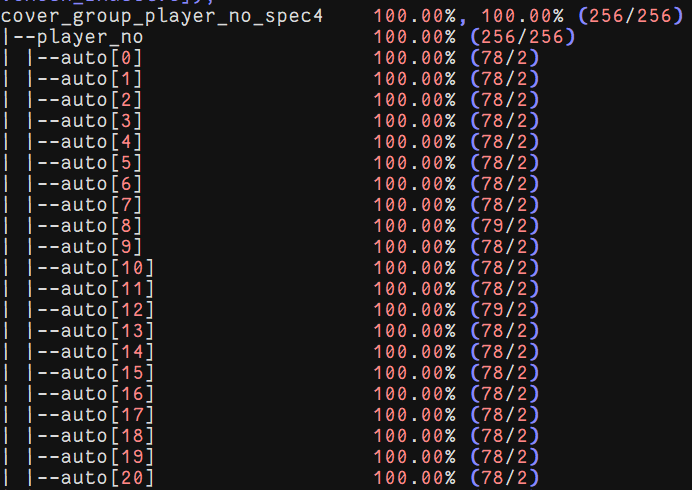 cover_group_player_no_spec4 100.00%, 100.00% (256/256)
|--player_no 100.00% (256/256)
| |--auto[0] 100.00% (78/2)
| |--auto[1] 100.00% (78/2)
| |--auto[2] 100.00% (78/2)
| |--auto[3] 100.00% (78/2)
| |--auto[4] 100.00% (78/2)
| |--auto[5] 100.00% (78/2)
| |--auto[6] 100.00% (78/2)
| |--auto[7] 100.00% (78/2)
| |--auto[8] 100.00% (79/2)
| |--auto[9] 100.00% (78/2)
| |--auto[10] 100.00% (78/2)
| |--auto[11] 100.00% (78/2)
| |--auto[12] 100.00% (79/2)
| |--auto[13] 100.00% (78/2)
| |--auto[14] 100.00% (78/2)
| |--auto[15] 100.00% (78/2)
| |--auto[16] 100.00% (78/2)
| |--auto[17] 100.00% (78/2)
| |--auto[18] 100.00% (78/2)
| |--auto[19] 100.00% (78/2)
| |--auto[20] 100.00% (78/2)